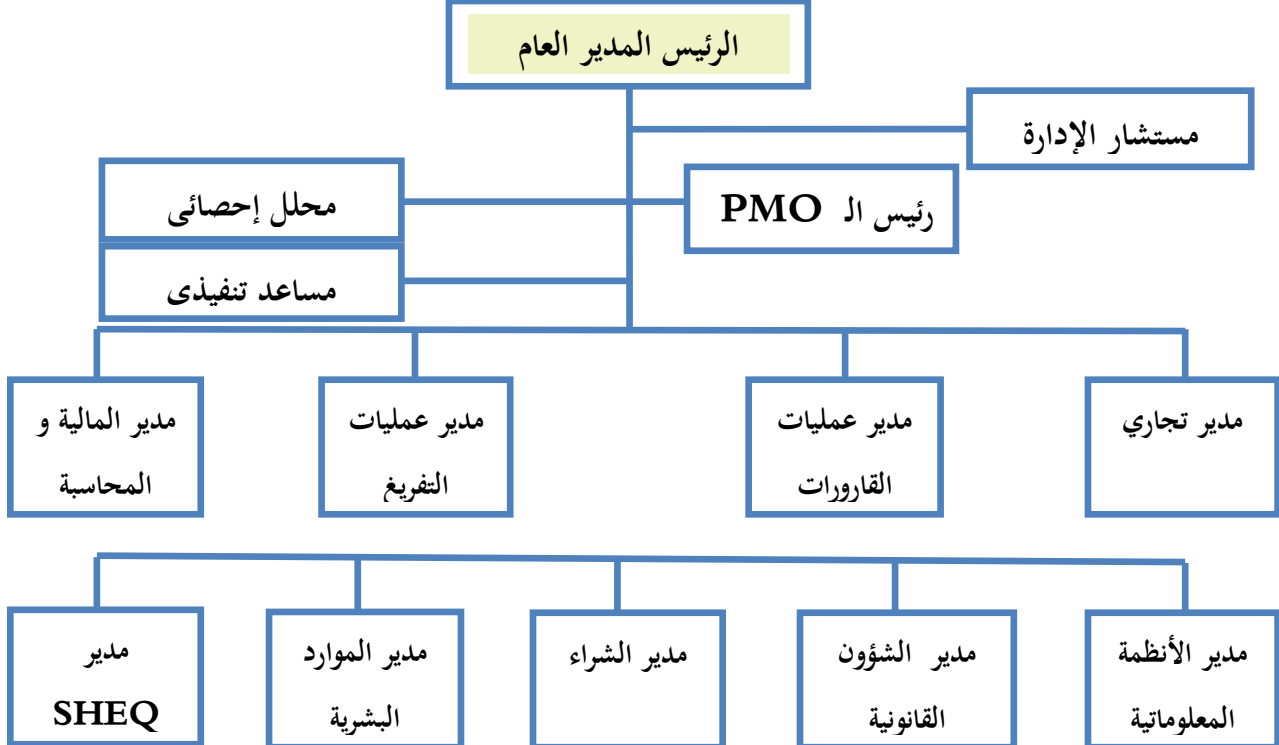 الرئيس المدير العام
مستشار الإدارة
رئيس الـ PMO
محلل إحصائى
مساعد تنفيذى
مدير تجاري
مدير عمليات
القارورات
مدير عمليات
التفريغ
مدير المالية و
المحاسبة
مدير الأنظمة
المعلوماتية
مدير الشؤون
القانونية
مدير الشراء
مدير الموارد
البشرية
مدير
SHEQ